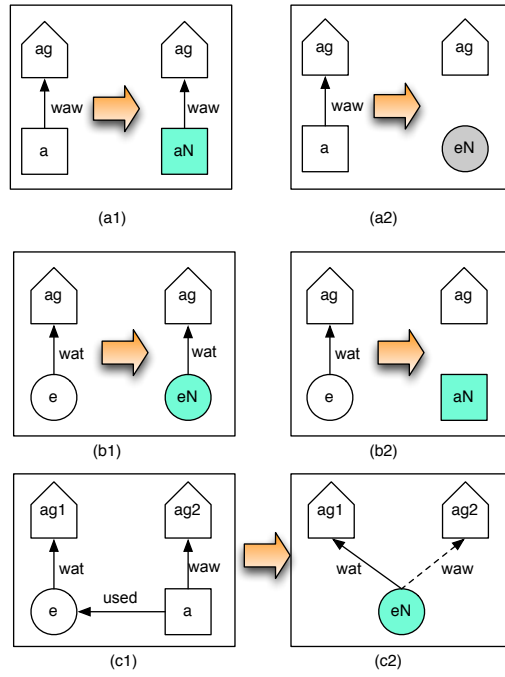 ag ag ag ag
waw waw waw
a aN a eN
(a1) (a2)
ag ag ag ag
wat wat wat
e eN e aN
(b1) (b2)
ag1 ag2 ag1 ag2
wat waw wat waw
used
e a eN
(c1) (c2)